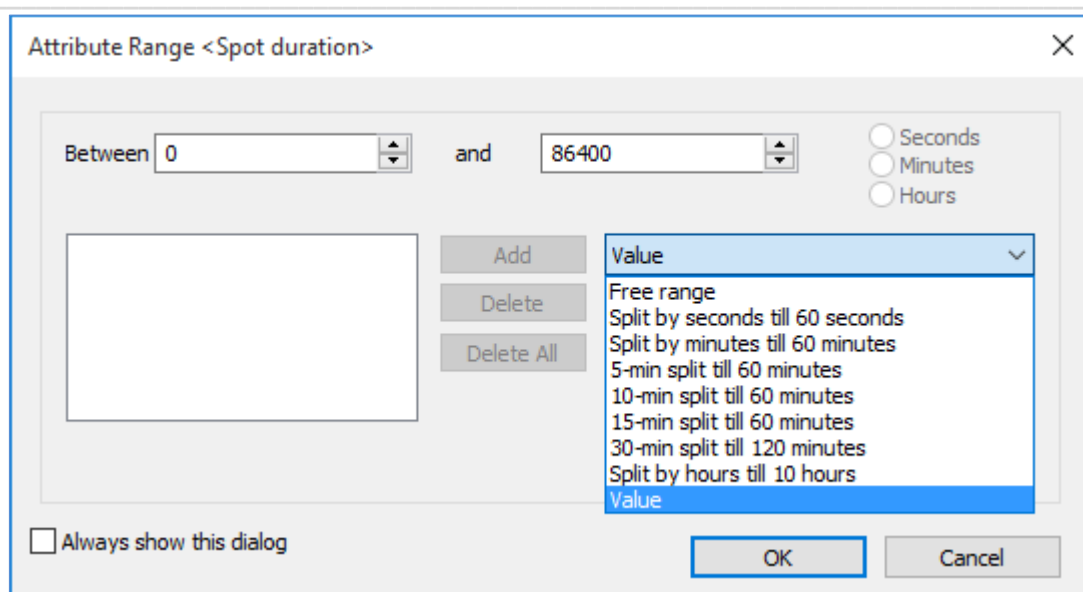 Attribute Range <Spot duration>
Between 0 and 86400
Seconds
Minutes
Hours
Add
Value
Delete
Delete All
Free range
Split by seconds till 60 seconds
Split by minutes till 60 minutes
5-min split till 60 minutes
10-min split till 60 minutes
15-min split till 60 minutes
30-min split till 120 minutes
Split by hours till 10 hours
Value
Always show this dialog
OK
Cancel